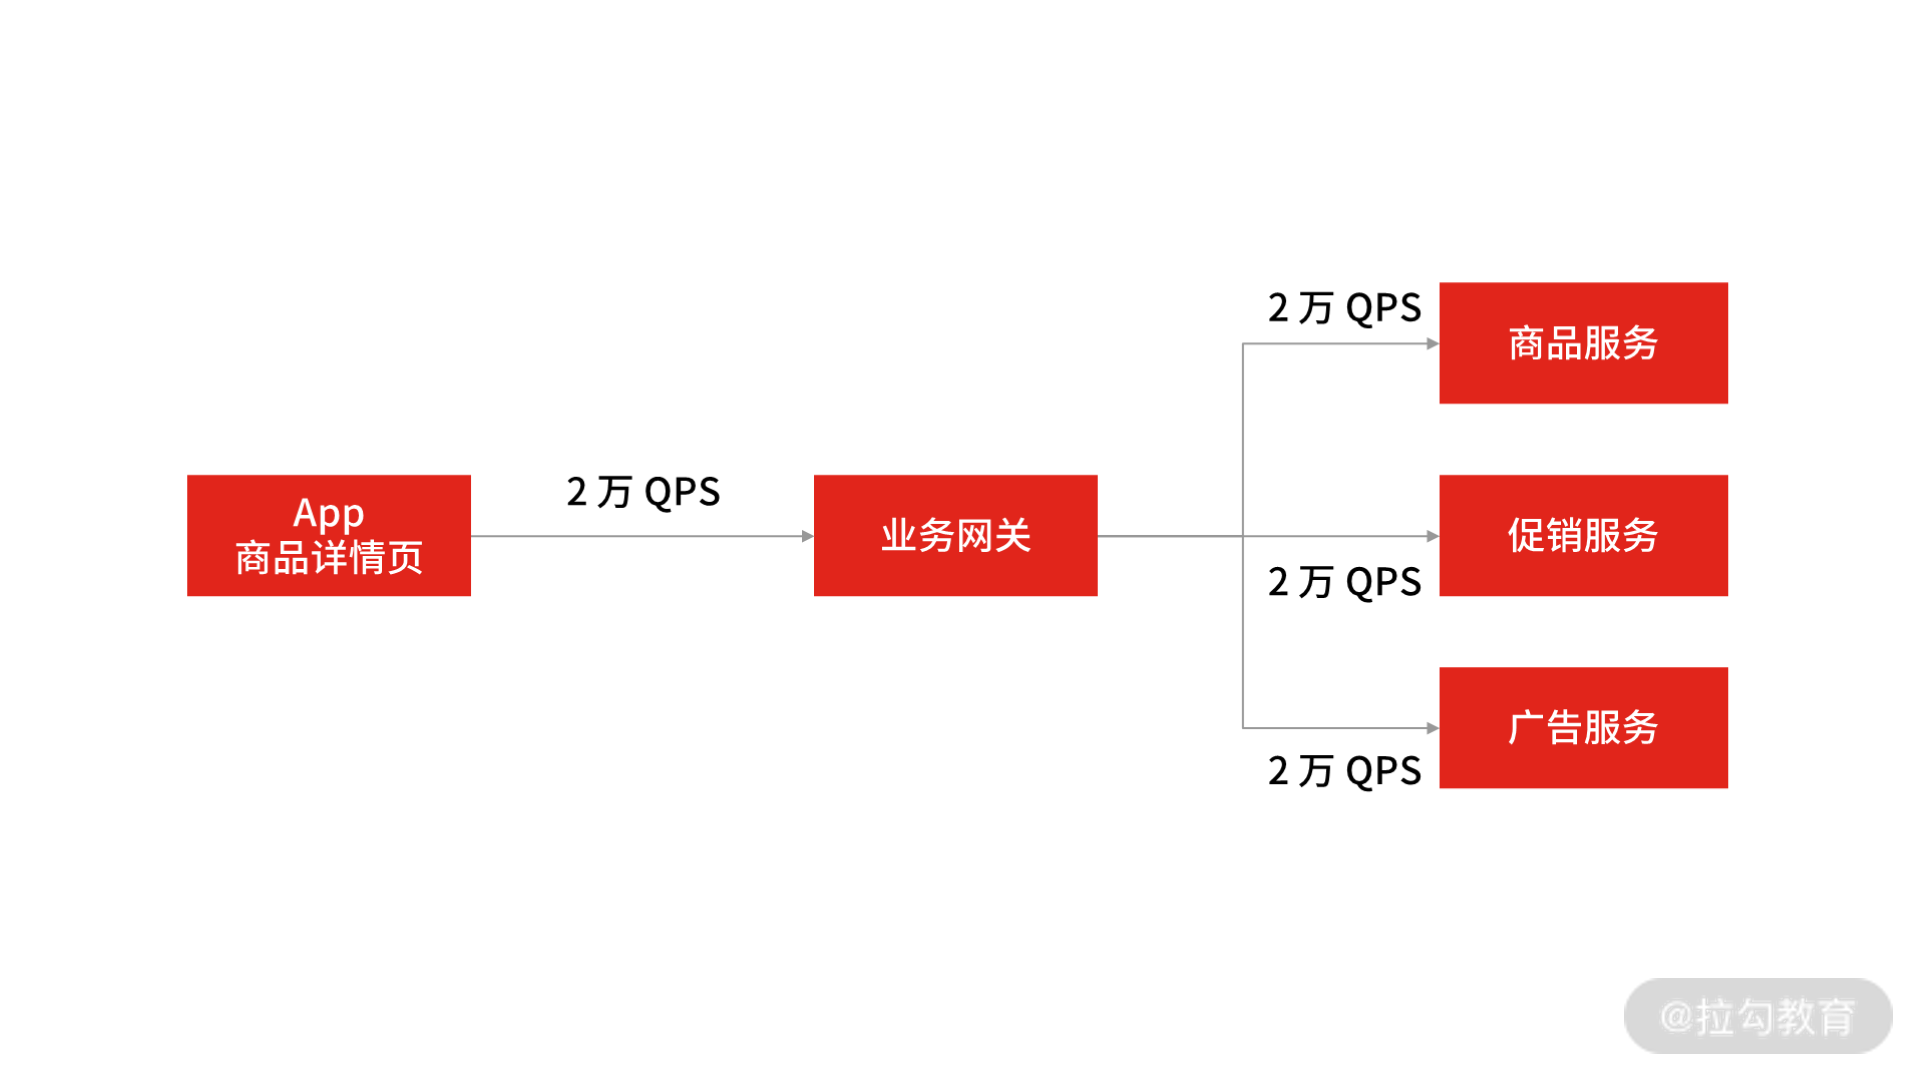 App
商品详情页
2 万 QPS
业务网关
2 万 QPS
商品服务
促销服务
2 万 QPS
广告服务
2 万 QPS
@拉勾教育